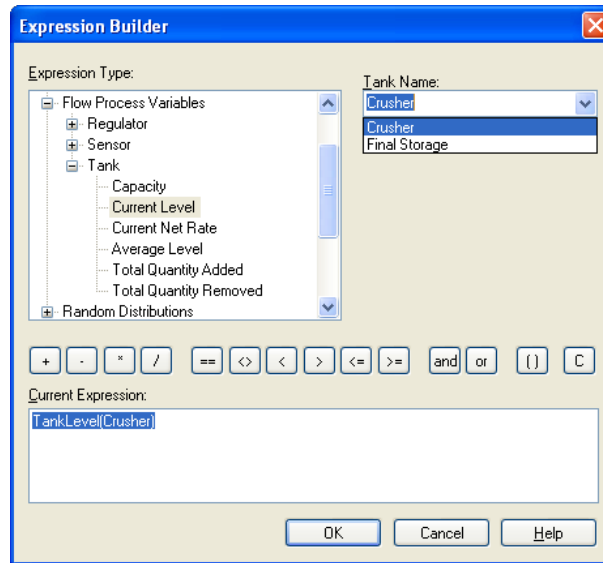 Expression Builder
Expression Type:
Flow Process Variables
Regulator
Sensor
Tank
Capacity
Current Level
Current Net Rate
Average Level
Total Quantity Added
Total Quantity Removed
Random Distributions
Tank Name:
Crusher
Crusher
Final Storage
+ - * / == <> < > <= >= and or () C
Current Expression:
TankLevel(Crusher)
OK Cancel Help